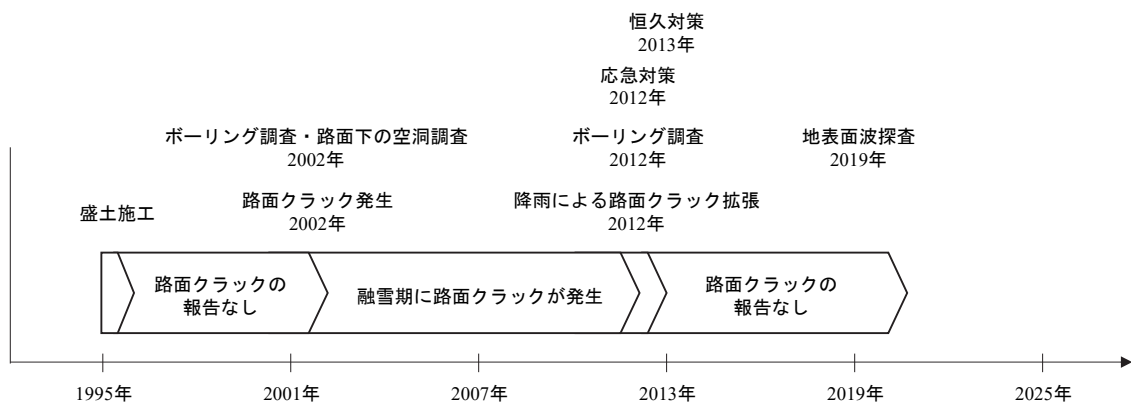 恒久対策
2013年
応急対策
2012年
ボーリング調査・路面下の空洞調査
2002年
ボーリング調査
2012年
地表面波探査
2019年
盛土施工
路面クラック発生
2002年
降雨による路面クラック拡張
2012年
路面クラックの
報告なし
融雪期に路面クラックが発生
路面クラックの
報告なし
1995年
2001年
2007年
2013年
2019年
2025年